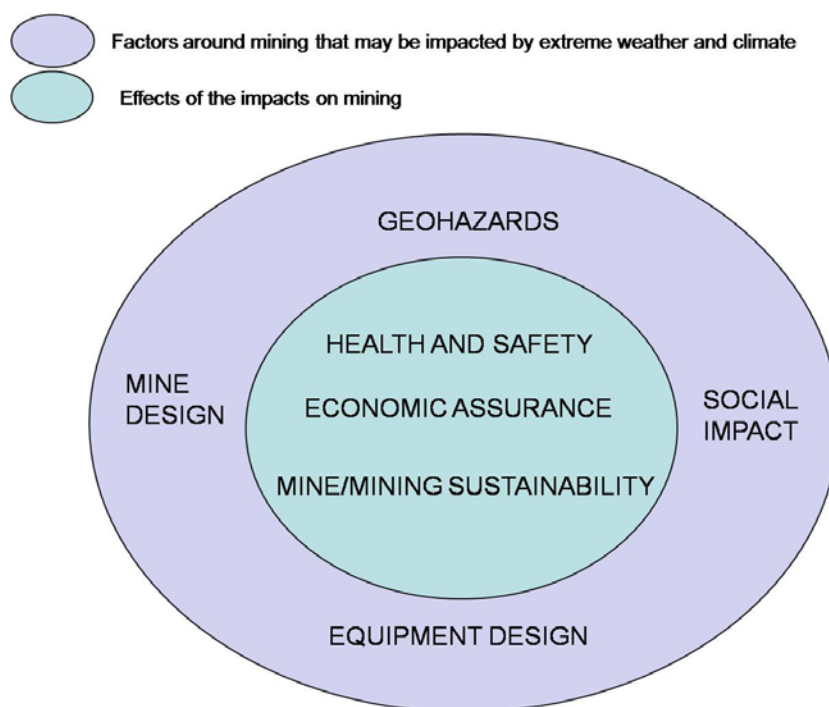 Factors around mining that may be impacted by extreme weather and climate
Effects of the impacts on mining
GEOHAZARDS
HEALTH AND SAFETY
MINE
DESIGN
ECONOMIC ASSURANCE
SOCIAL
IMPACT
MINE/MINING SUSTAINABILITY
EQUIPMENT DESIGN